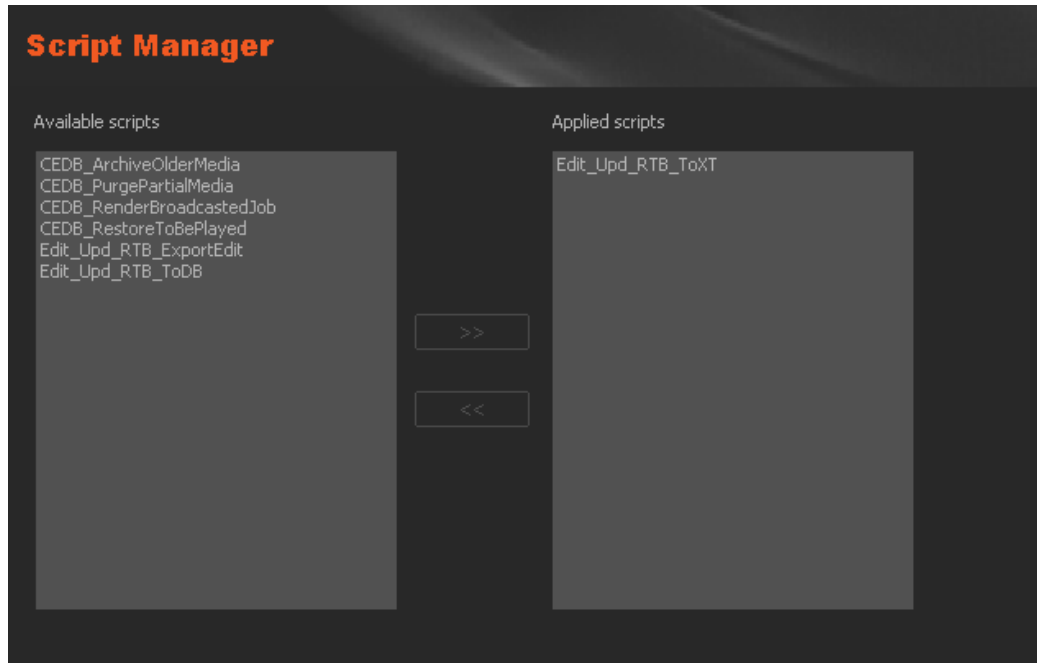 Script Manager
Available scripts
CEDB_ArchiveOlderMedia
CEDB_PurgePartialMedia
CEDB_RenderBroadcastedJob
CEDB_RestoreToBePlayed
Edit_Upd_RTB_ExportEdit
Edit_Upd_RTB_ToDB
>>
<<
Applied scripts
Edit_Upd_RTB_ToXT